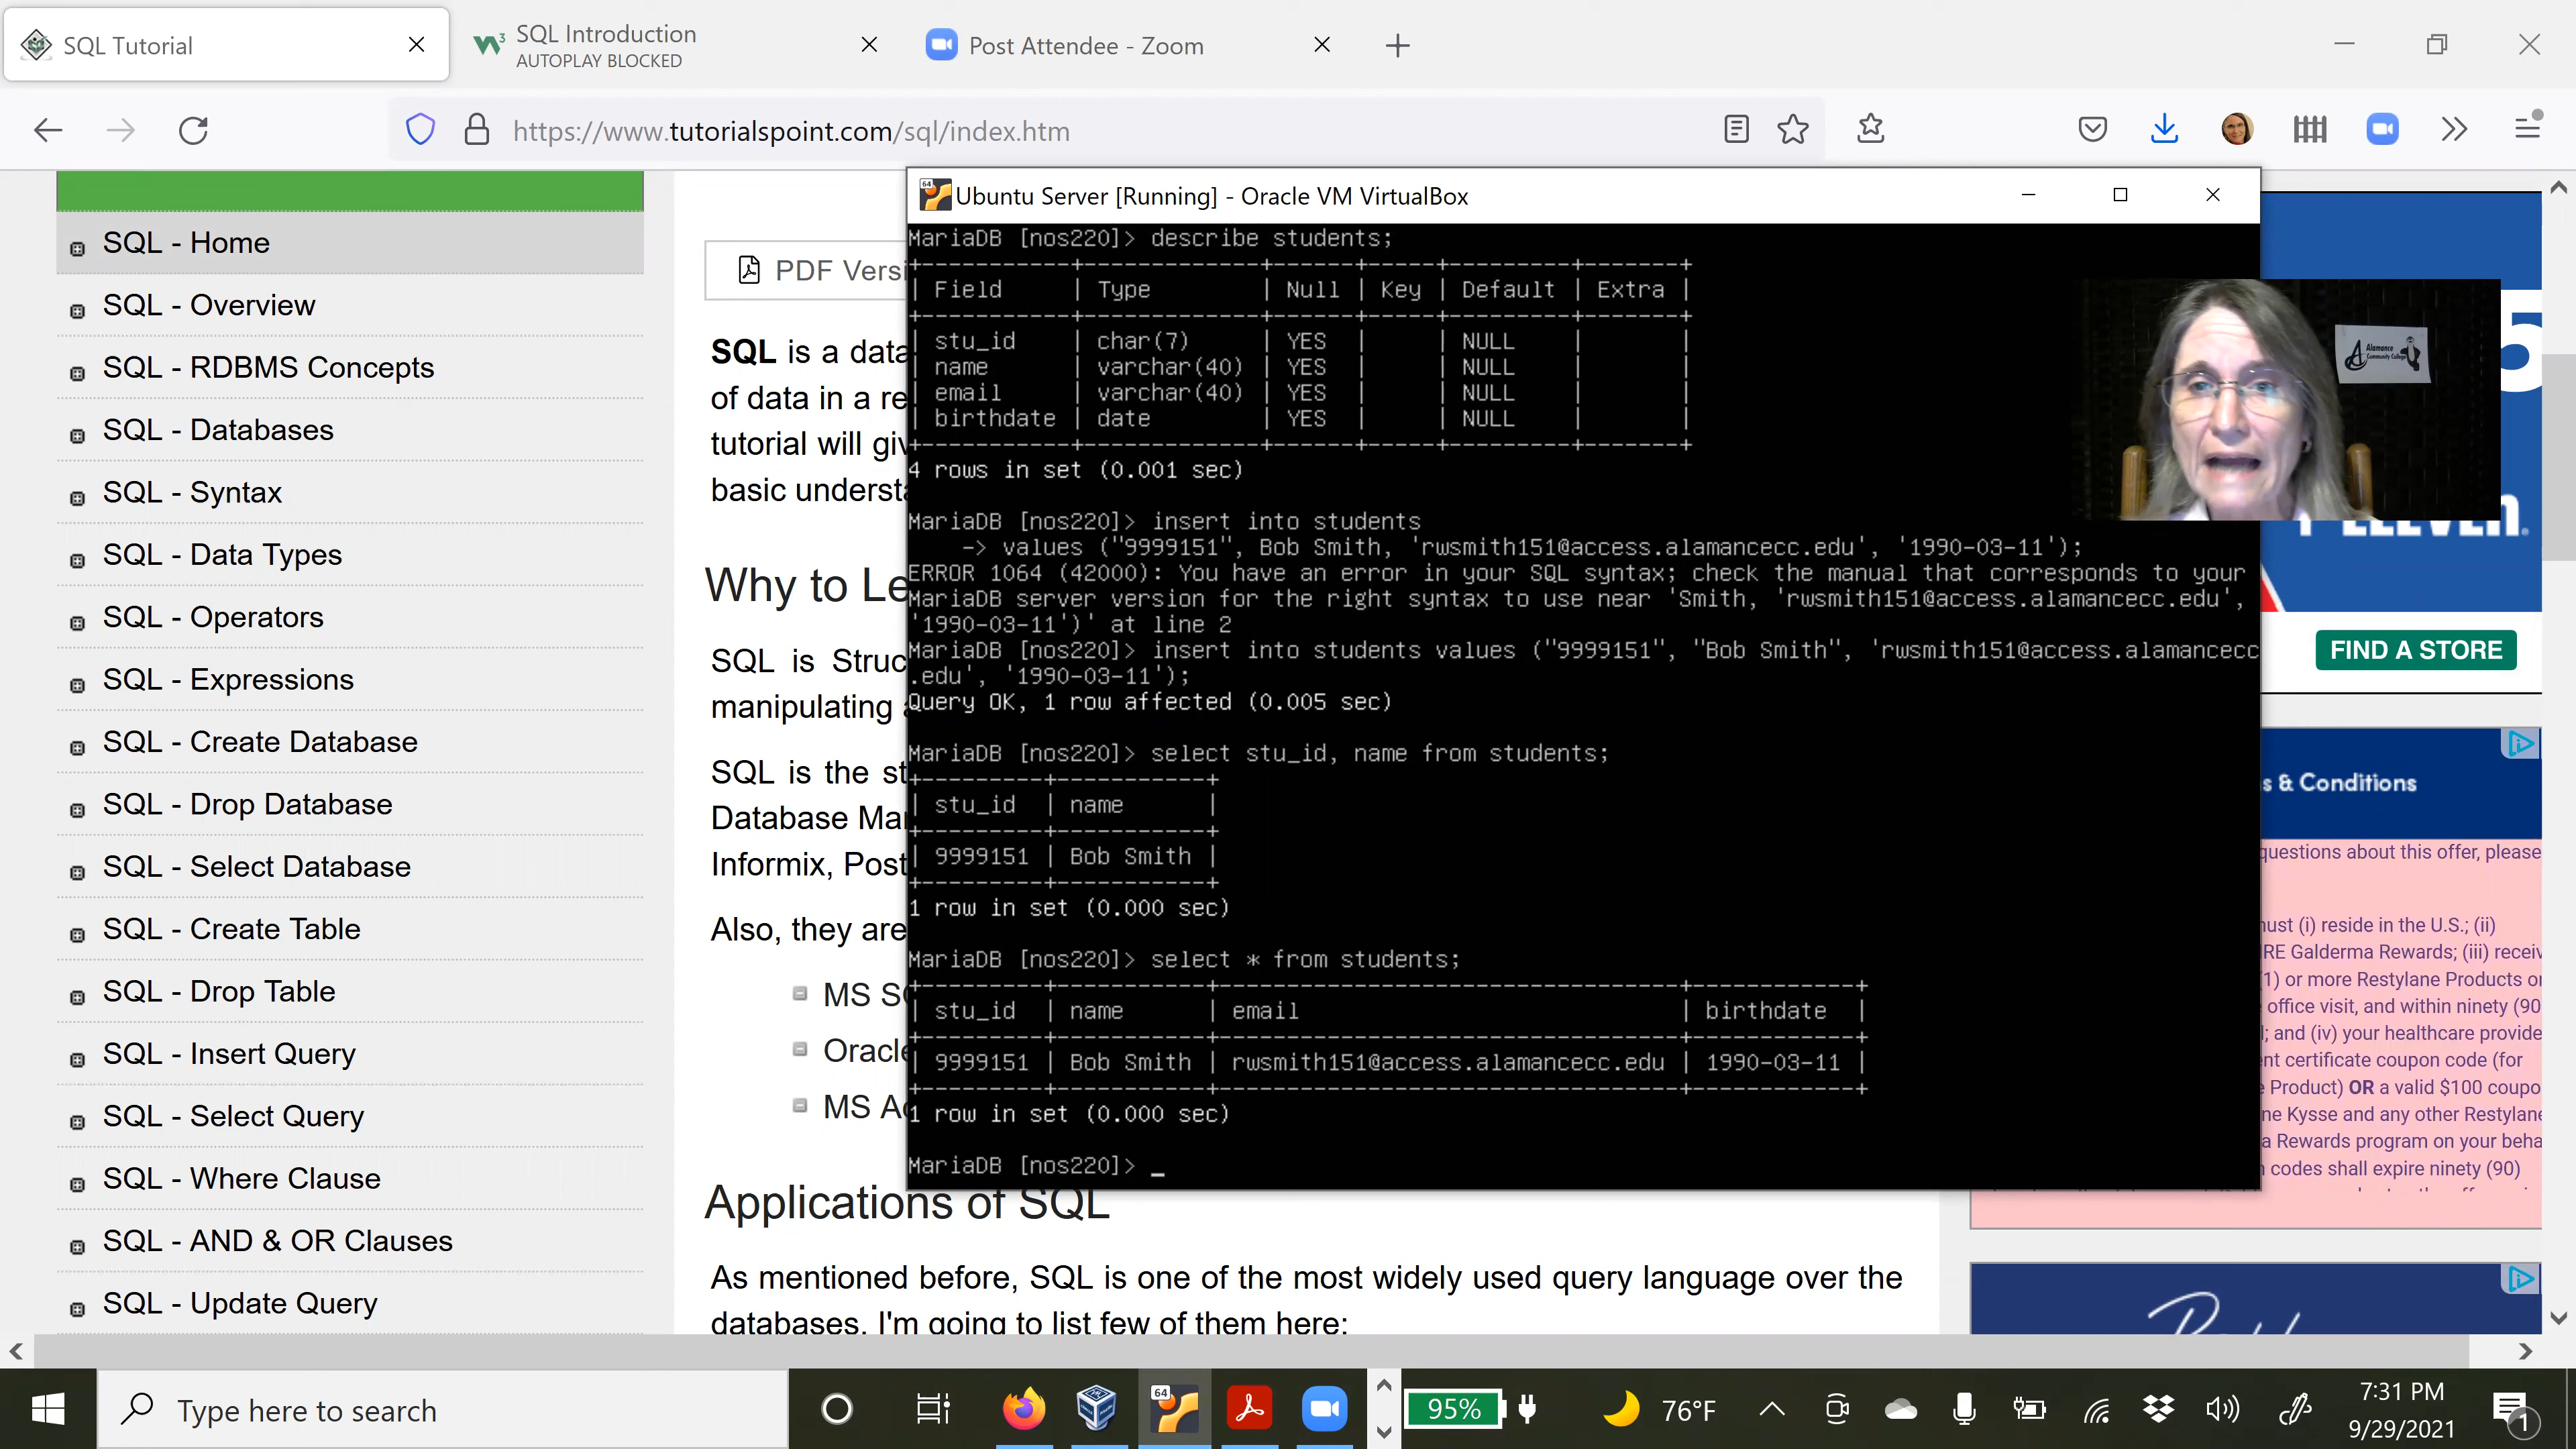 SQL Tutorial
SQL Introduction
AUTOPLAY BLOCKED
Post Attendee - Zoom
https://www.tutorialspoint.com/sql/index.htm
SQL - Home
SQL - Overview
SQL - RDBMS Concepts
SQL - Databases
SQL - Syntax
SQL - Data Types
SQL - Operators
SQL - Expressions
SQL - Create Database
SQL - Drop Database
SQL - Select Database
SQL - Create Table
SQL - Drop Table
SQL - Insert Query
SQL - Select Query
SQL - Where Clause
SQL - AND & OR Clauses
SQL - Update Query
PDF Versi
SQL is a data
of data in a re
tutorial will giv
basic understa
Why to Le
SQL is Struc
manipulating a
SQL is the st
Database Man
Informix, Post
Also, they are
MS S
Oracle
MS Ac
Applications of SQL
As mentioned before, SQL is one of the most widely used query language over the
databases. I'm going to list few of them here:
64
Ubuntu Server [Running] - Oracle VM VirtualBox
MariaDB [nos220]> describe students;
+-----------+-------------+------+-----+---------+-------+
| Field | Type | Null | Key | Default | Extra |
+-----------+-------------+------+-----+---------+-------+
| stu_id | char(7) | YES | | NULL | |
| name | varchar(40) | YES | | NULL | |
| email | varchar(40) | YES | | NULL | |
| birthdate | date | YES | | NULL | |
+-----------+-------------+------+-----+---------+-------+
4 rows in set (0.001 sec)
MariaDB [nos220]> insert into students
-> values ("9999151", Bob Smith, 'rwsmith151@access.alamancecc.edu', '1990-03-11');
ERROR 1064 (42000): You have an error in your SQL syntax; check the manual that corresponds to your
MariaDB server version for the right syntax to use near 'Smith, 'rwsmith151@access.alamancecc.edu',
'1990-03-11')' at line 2
MariaDB [nos220]> insert into students values ("9999151", "Bob Smith", 'rwsmith151@access.alamancecc
.edu', '1990-03-11');
Query OK, 1 row affected (0.005 sec)
MariaDB [nos220]> select stu_id, name from students;
+---------+-----------+
| stu_id | name |
+---------+-----------+
| 9999151 | Bob Smith |
+---------+-----------+
1 row in set (0.000 sec)
MariaDB [nos220]> select * from students;
+---------+-----------+----------------------------------+------------+
| stu_id | name | email | birthdate |
+---------+-----------+----------------------------------+------------+
| 9999151 | Bob Smith | rwsmith151@access.alamancecc.edu | 1990-03-11 |
+---------+-----------+----------------------------------+------------+
1 row in set (0.000 sec)
MariaDB [nos220]> _
Alamance
Community College
5
FIND A STORE
s & Conditions
questions about this offer, please
ust (i) reside in the U.S.; (ii)
RE Galderma Rewards; (iii) receiv
1) or more Restylane Products or
office visit, and within ninety (90
; and (iv) your healthcare provide
nt certificate coupon code (for
e Product) OR a valid $100 coupo
ne Kysse and any other Restylane
a Rewards program on your beha
codes shall expire ninety (90)
Type here to search
64
95%
76°F
7:31 PM
9/29/2021
1